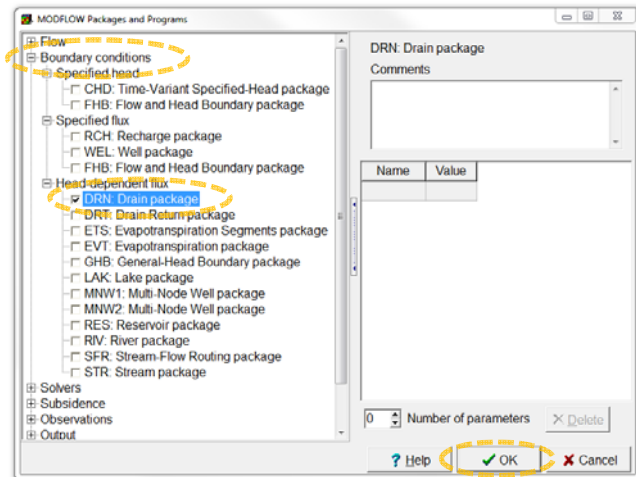 MODFLOW Packages and Programs
Flow
Boundary conditions
Specified head
CHD: Time-Variant Specified-Head package
FHB: Flow and Head Boundary package
Specified flux
RCH: Recharge package
WEL: Well package
FHB: Flow and Head Boundary package
Head-dependent flux
DRN: Drain package
DRT: Drain Return package
ETS: Evapotranspiration Segments package
EVT: Evapotranspiration package
GHB: General-Head Boundary package
LAK: Lake package
MNW1: Multi-Node Well package
MNW2: Multi-Node Well package
RES: Reservoir package
RIV: River package
SFR: Stream-Flow Routing package
STR: Stream package
Solvers
Subsidence
Observations
Output
DRN: Drain package
Comments
Name Value
0 Number of parameters Delete
? Help OK Cancel